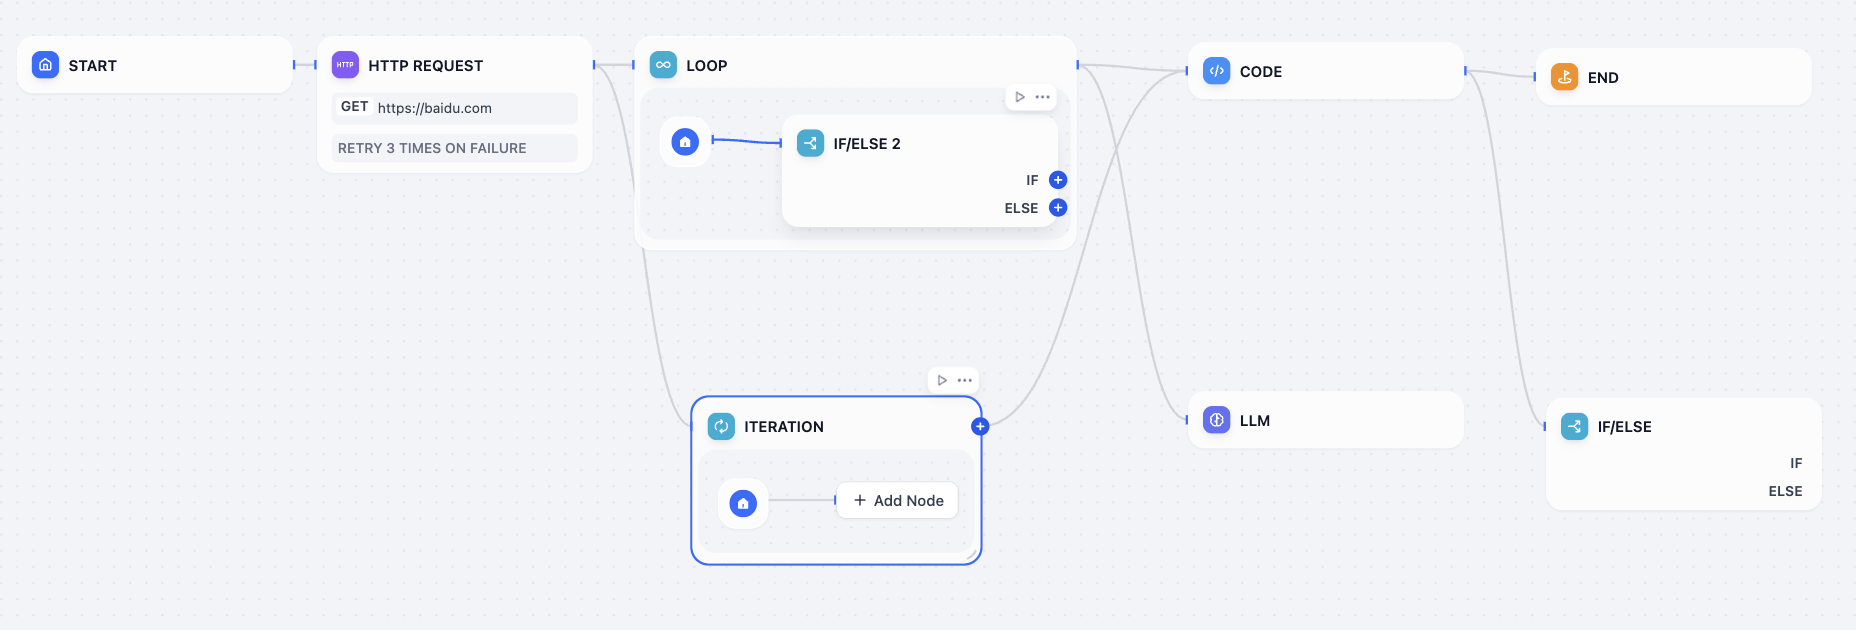 START
HTTP
HTTP REQUEST
GET https://baidu.com
RETRY 3 TIMES ON FAILURE
LOOP
IF/ELSE 2
IF
ELSE
CODE
END
ITERATION
Add Node
LLM
IF/ELSE
IF
ELSE